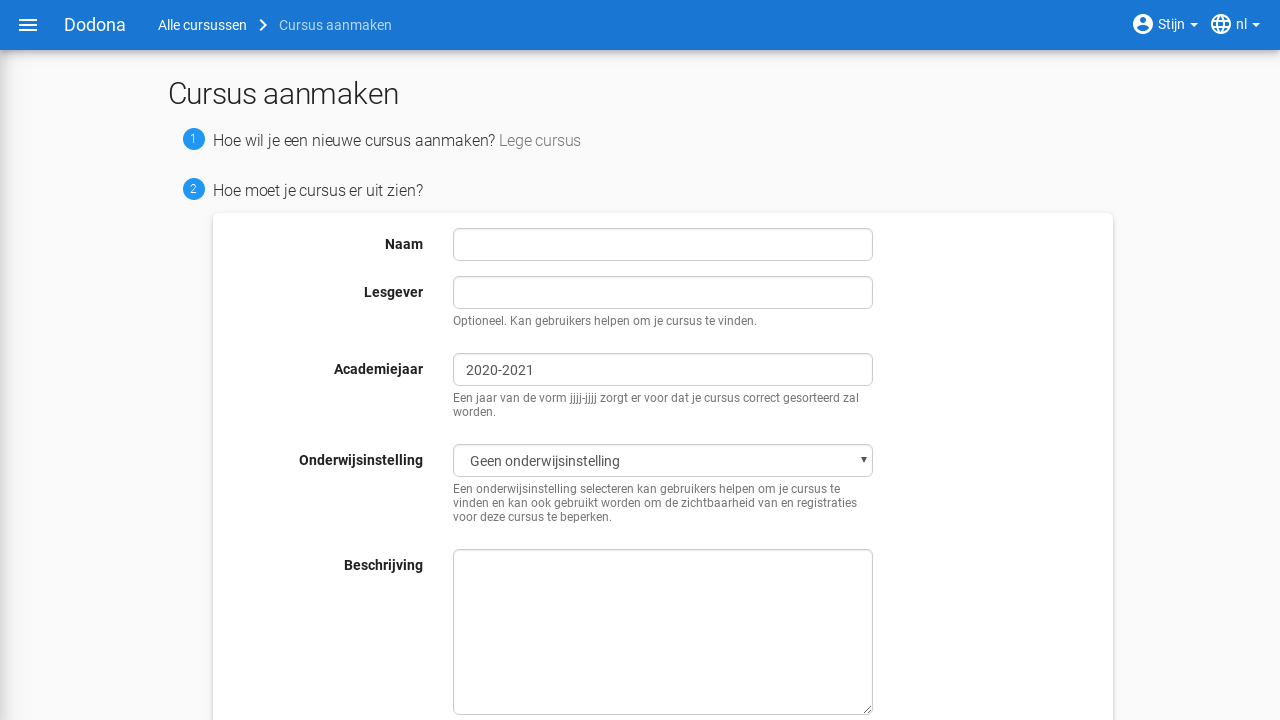 Dodona
Alle cursussen
Cursus aanmaken
Stijn
nl
Cursus aanmaken
1 Hoe wil je een nieuwe cursus aanmaken? Lege cursus
2 Hoe moet je cursus er uit zien?
Naam
Lesgever
Optioneel. Kan gebruikers helpen om je cursus te vinden.
Academiejaar 2020-2021
Een jaar van de vorm jjjj-jjjj zorgt er voor dat je cursus correct gesorteerd zal
worden.
Onderwijsinstelling Geen onderwijsinstelling
Een onderwijsinstelling selecteren kan gebruikers helpen om je cursus te
vinden en kan ook gebruikt worden om de zichtbaarheid van en registraties
voor deze cursus te beperken.
Beschrijving